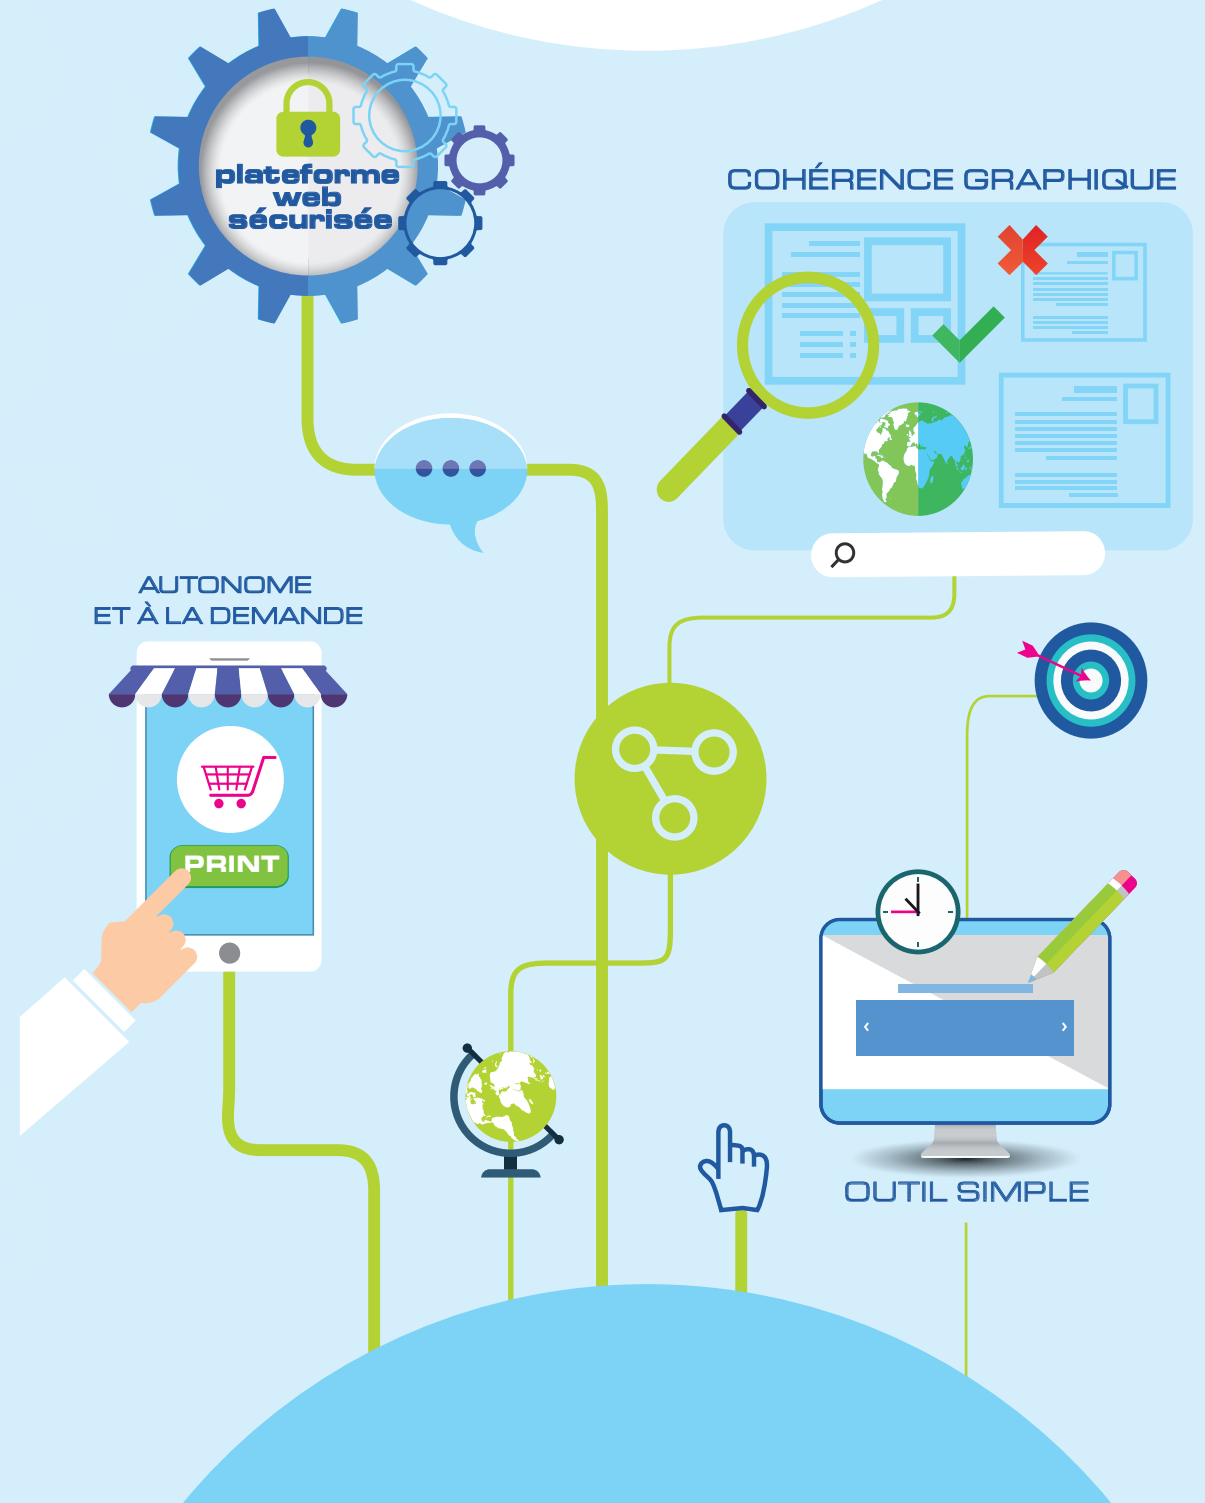 plateforme
web
sécurisée
COHÉRENCE GRAPHIQUE
AUTONOME
ET À LA DEMANDE
PRINT
OUTIL SIMPLE